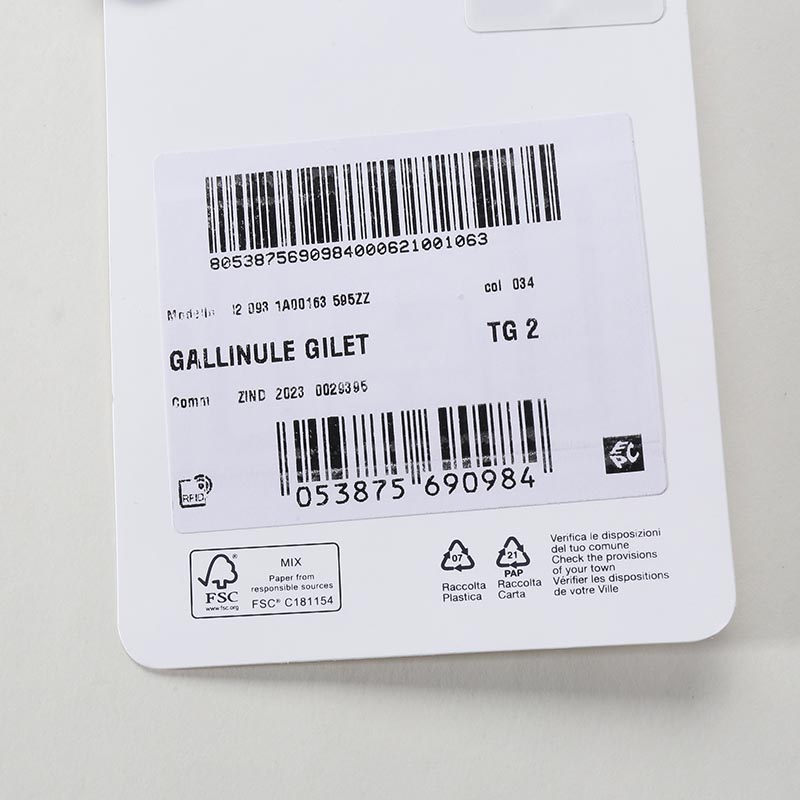 8053875690984000621001063
Modello I2 093 1A00163 595ZZ
col 034
GALLINULE GILET
TG 2
Comm ZIND 2023 0029395
053875 690984
RFID
EPC
FSC®
www.fsc.org
MIX
Paper from
responsible sources
FSC® C181154
07
Raccolta
Plastica
21
PAP
Raccolta
Carta
Verifica le disposizioni
del tuo comune
Check the provisions
of your town
Vérifier les dispositions
de votre Ville